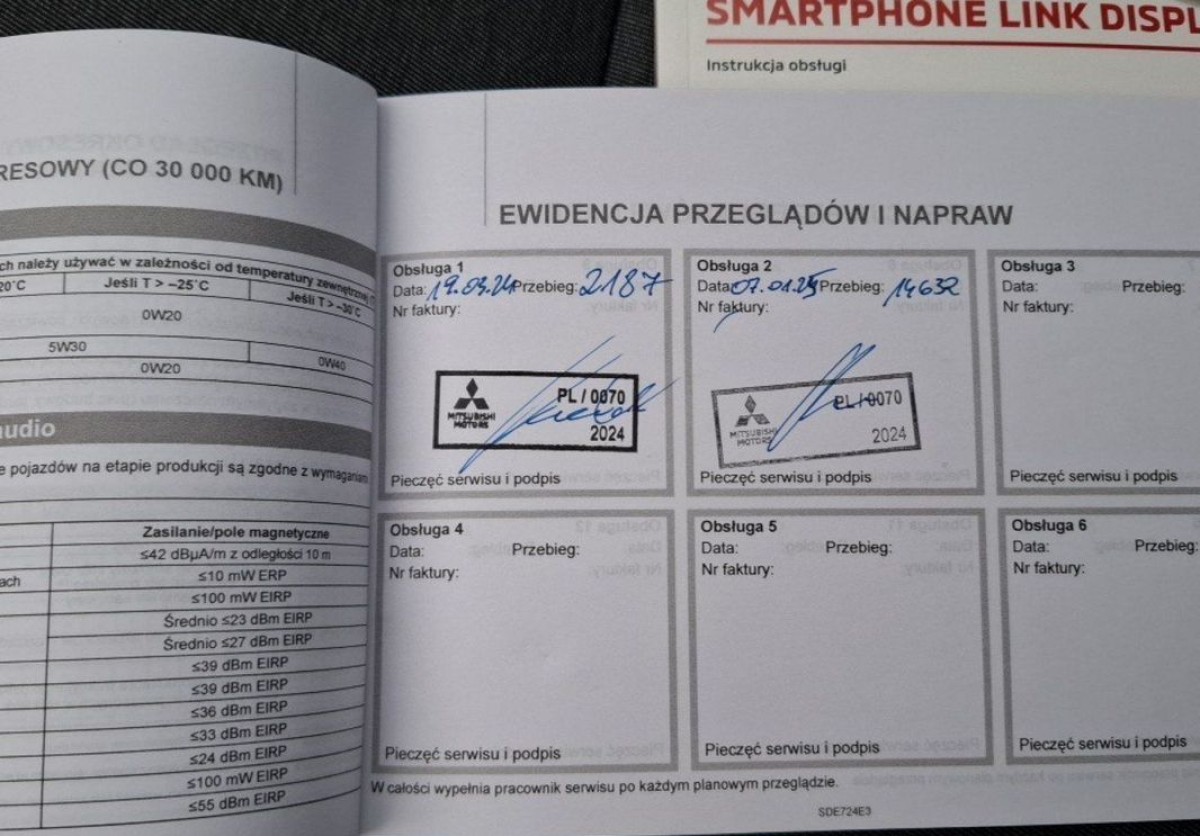 SMARTPHONE LINK DISPL
Instrukcja obsługi
RESOWY (CO 30 000 KM)
ch należy używać w zależności od temperatury zewnętrznej
20˚C
Jeśli T > −25˚C
Jeśli T > −30˚C
0W20
5W30
0W40
0W20
audio
e pojazdów na etapie produkcji są zgodne z wymaganiam
Zasilanie/pole magnetyczne
≤42 dBµA/m z odległości 10 m
ach
≤10 mW ERP
≤100 mW EIRP
Średnio ≤23 dBm EIRP
Średnio ≤27 dBm EIRP
≤39 dBm EIRP
≤39 dBm EIRP
≤36 dBm EIRP
≤33 dBm EIRP
≤24 dBm EIRP
≤100 mW EIRP
≤55 dBm EIRP
EWIDENCJA PRZEGLĄDÓW I NAPRAW
Obsługa 1
Data: 19.03.24 Przebieg: 2187
Nr faktury:
MITSUBISHI MOTORS
PL / 0070
2024
Pieczęć serwisu i podpis
Obsługa 2
Data: 07.01.25 Przebieg: 14632
Nr faktury:
MITSUBISHI MOTORS
PL / 0070
2024
Pieczęć serwisu i podpis
Obsługa 3
Data: Przebieg:
Nr faktury:
Pieczęć serwisu i podpis
Obsługa 4
Data: Przebieg:
Nr faktury:
Pieczęć serwisu i podpis
Obsługa 5
Data: Przebieg:
Nr faktury:
Pieczęć serwisu i podpis
Obsługa 6
Data: Przebieg:
Nr faktury:
Pieczęć serwisu i podpis
W całości wypełnia pracownik serwisu po każdym planowym przeglądzie.
SDE724E3